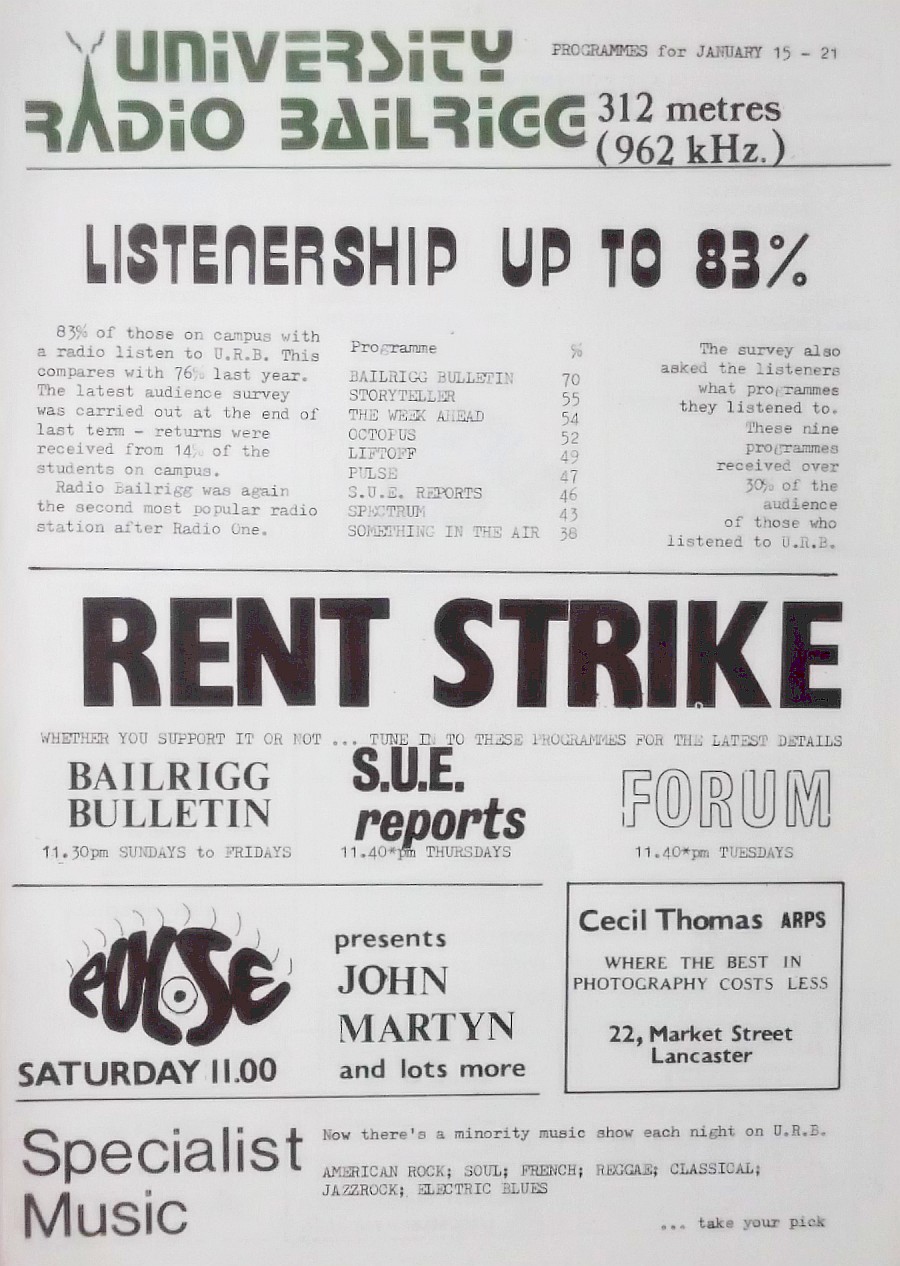 UNIVERSITY
RADIO BAILRIGG
PROGRAMMES for JANUARY 15 - 21
312 metres
(962 kHz.)
LISTENERSHIP UP TO 83%
83% of those on campus with
a radio listen to U.R.B. This
compares with 76% last year.
The latest audience survey
was carried out at the end of
last term - returns were
received from 14% of the
students on campus.
Radio Bailrigg was again
the second most popular radio
station after Radio One.
Programme %
BAILRIGG BULLETIN 70
STORYTELLER 55
THE WEEK AHEAD 54
OCTOPUS 52
LIFTOFF 49
PULSE 47
S.U.E. REPORTS 46
SPECTRUM 43
SOMETHING IN THE AIR 38
The survey also
asked the listeners
what programmes
they listened to.
These nine
programmes
received over
30% of the
audience
of those who
listened to U.R.B.
RENT STRIKE
WHETHER YOU SUPPORT IT OR NOT ... TUNE IN TO THESE PROGRAMMES FOR THE LATEST DETAILS
BAILRIGG
BULLETIN
11.30pm SUNDAYS to FRIDAYS
S.U.E.
reports
11.40*pm THURSDAYS
FORUM
11.40*pm TUESDAYS
PULSE
SATURDAY 11.00
presents
JOHN
MARTYN
and lots more
Cecil Thomas ARPS
WHERE THE BEST IN
PHOTOGRAPHY COSTS LESS
22, Market Street
Lancaster
Specialist
Music
Now there's a minority music show each night on U.R.B.
AMERICAN ROCK; SOUL; FRENCH; REGGAE; CLASSICAL;
JAZZROCK; ELECTRIC BLUES
... take your pick